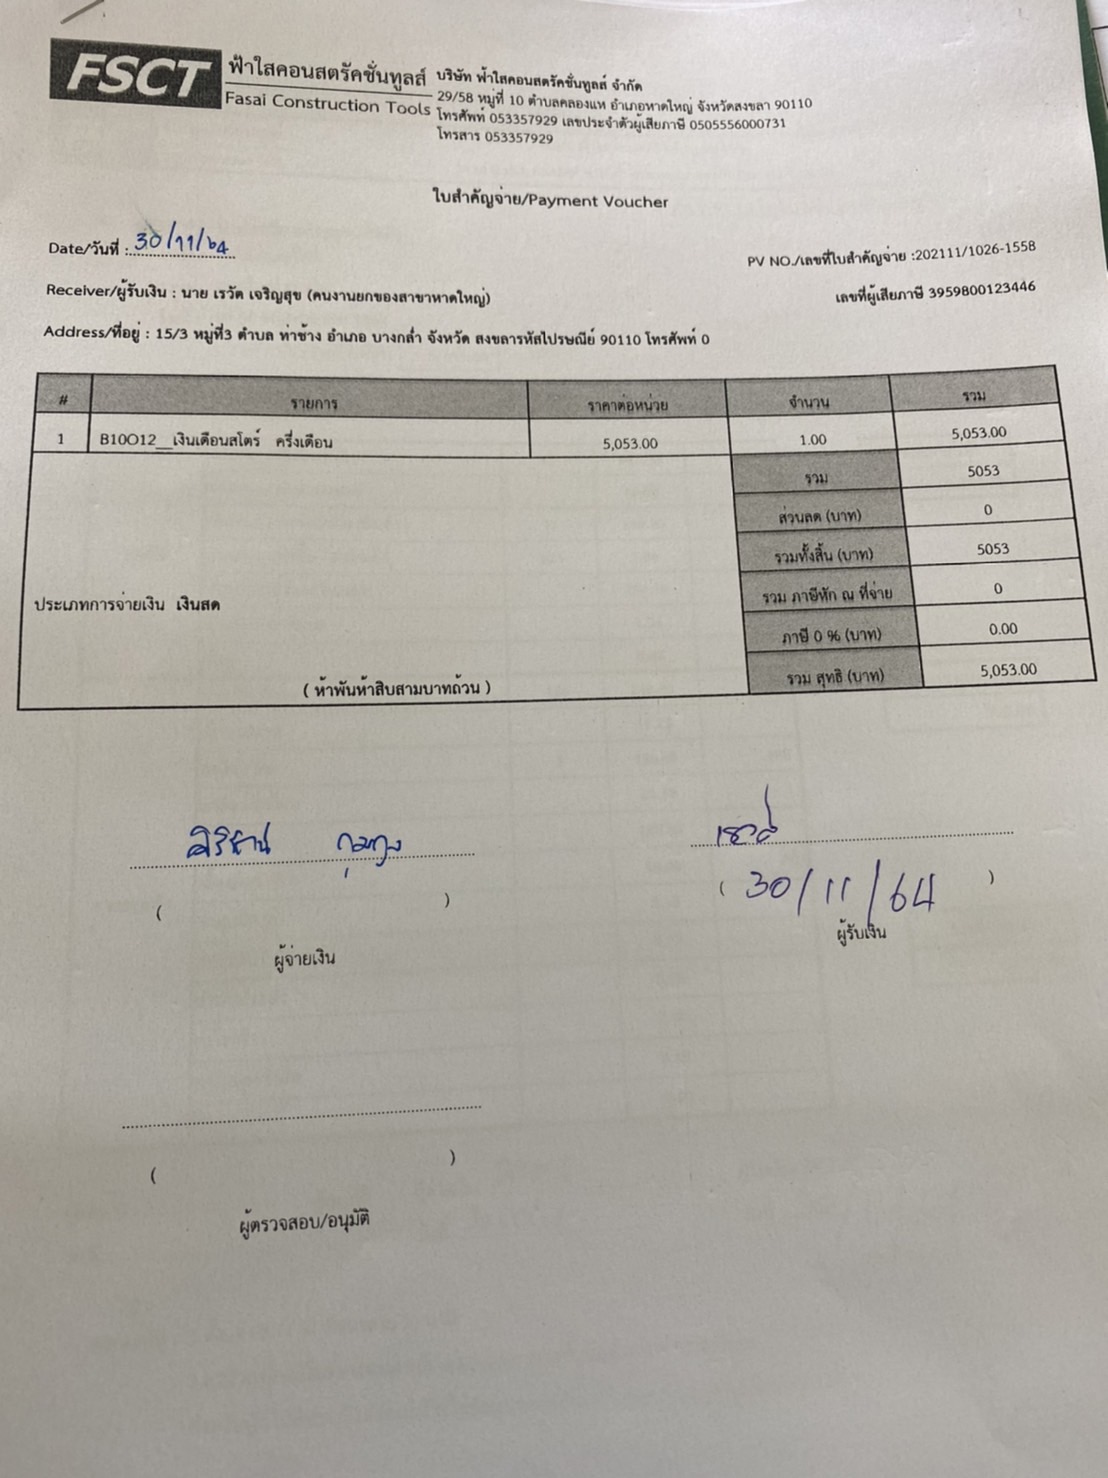 FSCT ฟ้าใสคอนสตรัคชั่นทูลส์
Fasai Construction Tools
บริษัท ฟ้าใสคอนสตรัคชั่นทูลส์ จำกัด
29/58 หมู่ที่ 10 ตำบลคลองแห อำเภอหาดใหญ่ จังหวัดสงขลา 90110
โทรศัพท์ 053357929 เลขประจำตัวผู้เสียภาษี 0505556000731
โทรสาร 053357929
ใบสำคัญจ่าย/Payment Voucher
Date/วันที่ : 30/11/64
PV NO./เลขที่ใบสำคัญจ่าย :202111/1026-1558
Receiver/ผู้รับเงิน : นาย เรวัต เจริญสุข (คนงานยกของสาขาหาดใหญ่)
เลขที่ผู้เสียภาษี 3959800123446
Address/ที่อยู่ : 15/3 หมู่ที่3 ตำบล ท่าช้าง อำเภอ บางกล่ำ จังหวัด สงขลารหัสไปรษณีย์ 90110 โทรศัพท์ 0
# รายการ ราคาต่อหน่วย จำนวน รวม
1 B10O12__เงินเดือนสโตร์ ครึ่งเดือน 5,053.00 1.00 5,053.00
รวม 5053
ส่วนลด (บาท) 0
รวมทั้งสิ้น (บาท) 5053
ประเภทการจ่ายเงิน เงินสด
รวม ภาษีหัก ณ ที่จ่าย 0
ภาษี 0 % (บาท) 0.00
( ห้าพันห้าสิบสามบาทถ้วน )
รวม สุทธิ (บาท) 5,053.00
( )
( 30/11/64 )
ผู้จ่ายเงิน
ผู้รับเงิน
( )
ผู้ตรวจสอบ/อนุมัติ